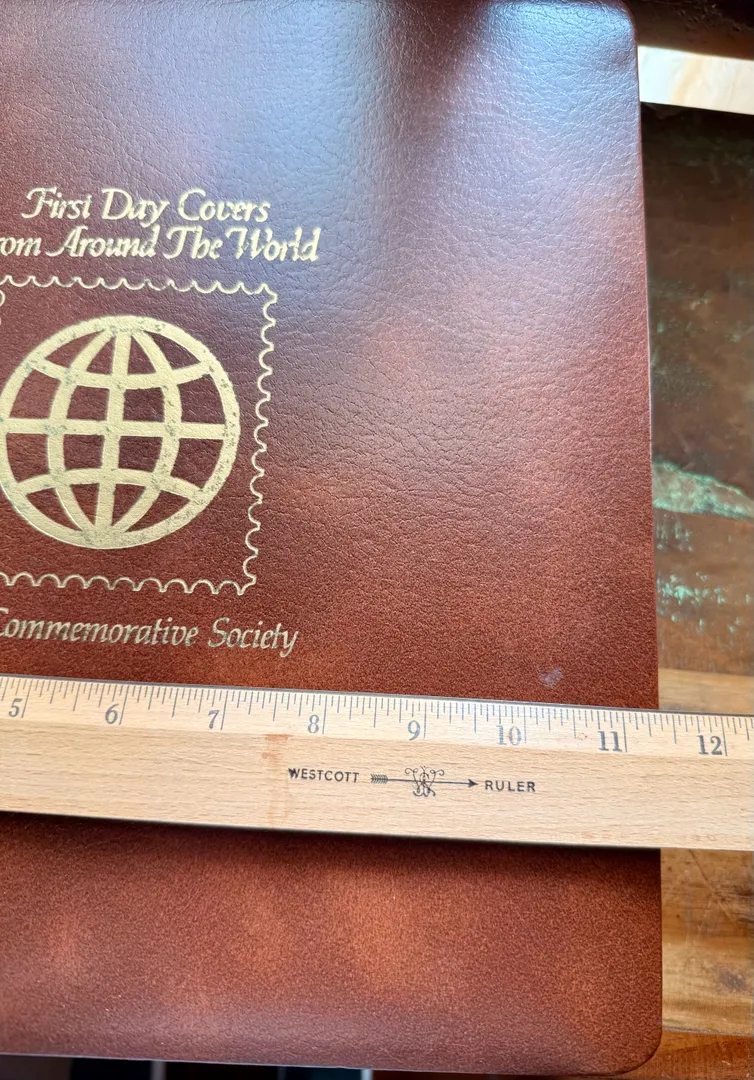 First Day Covers
rom Around The World
Commemorative Society
5 6 7 8 9 10 11 12
WESTCOTT RULER